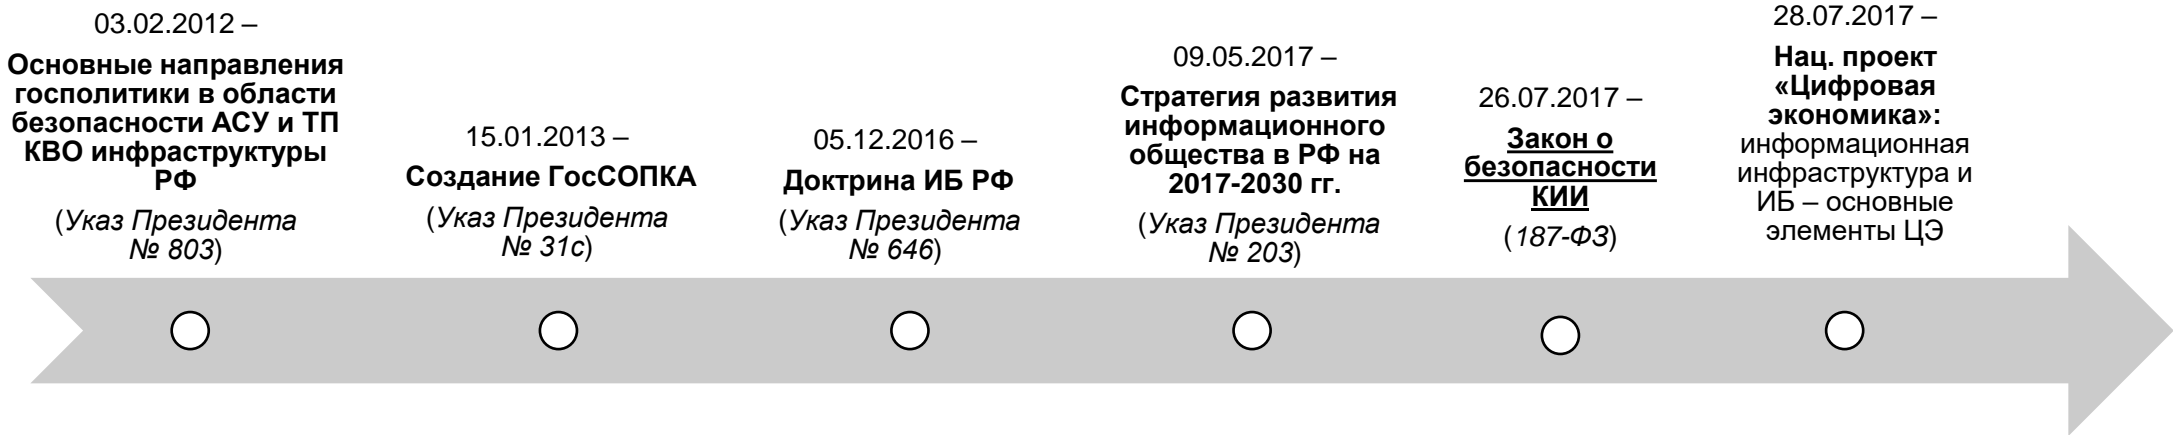 03.02.2012 –
Основные направления
госполитики в области
безопасности АСУ и ТП
КВО инфраструктуры
РФ
(Указ Президента
№ 803)
15.01.2013 –
Создание ГосСОПКА
(Указ Президента
№ 31с)
05.12.2016 –
Доктрина ИБ РФ
(Указ Президента
№ 646)
09.05.2017 –
Стратегия развития
информационного
общества в РФ на
2017-2030 гг.
(Указ Президента
№ 203)
26.07.2017 –
Закон о
безопасности
КИИ
(187-ФЗ)
28.07.2017 –
Нац. проект
«Цифровая
экономика»:
информационная
инфраструктура и
ИБ – основные
элементы ЦЭ